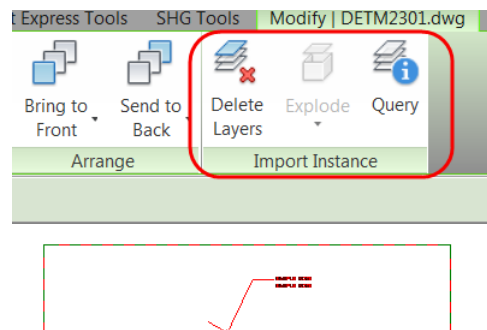 t Express Tools SHG Tools Modify | DETM2301.dwg
Bring to Front Send to Back Delete Layers Explode Query
Arrange Import Instance